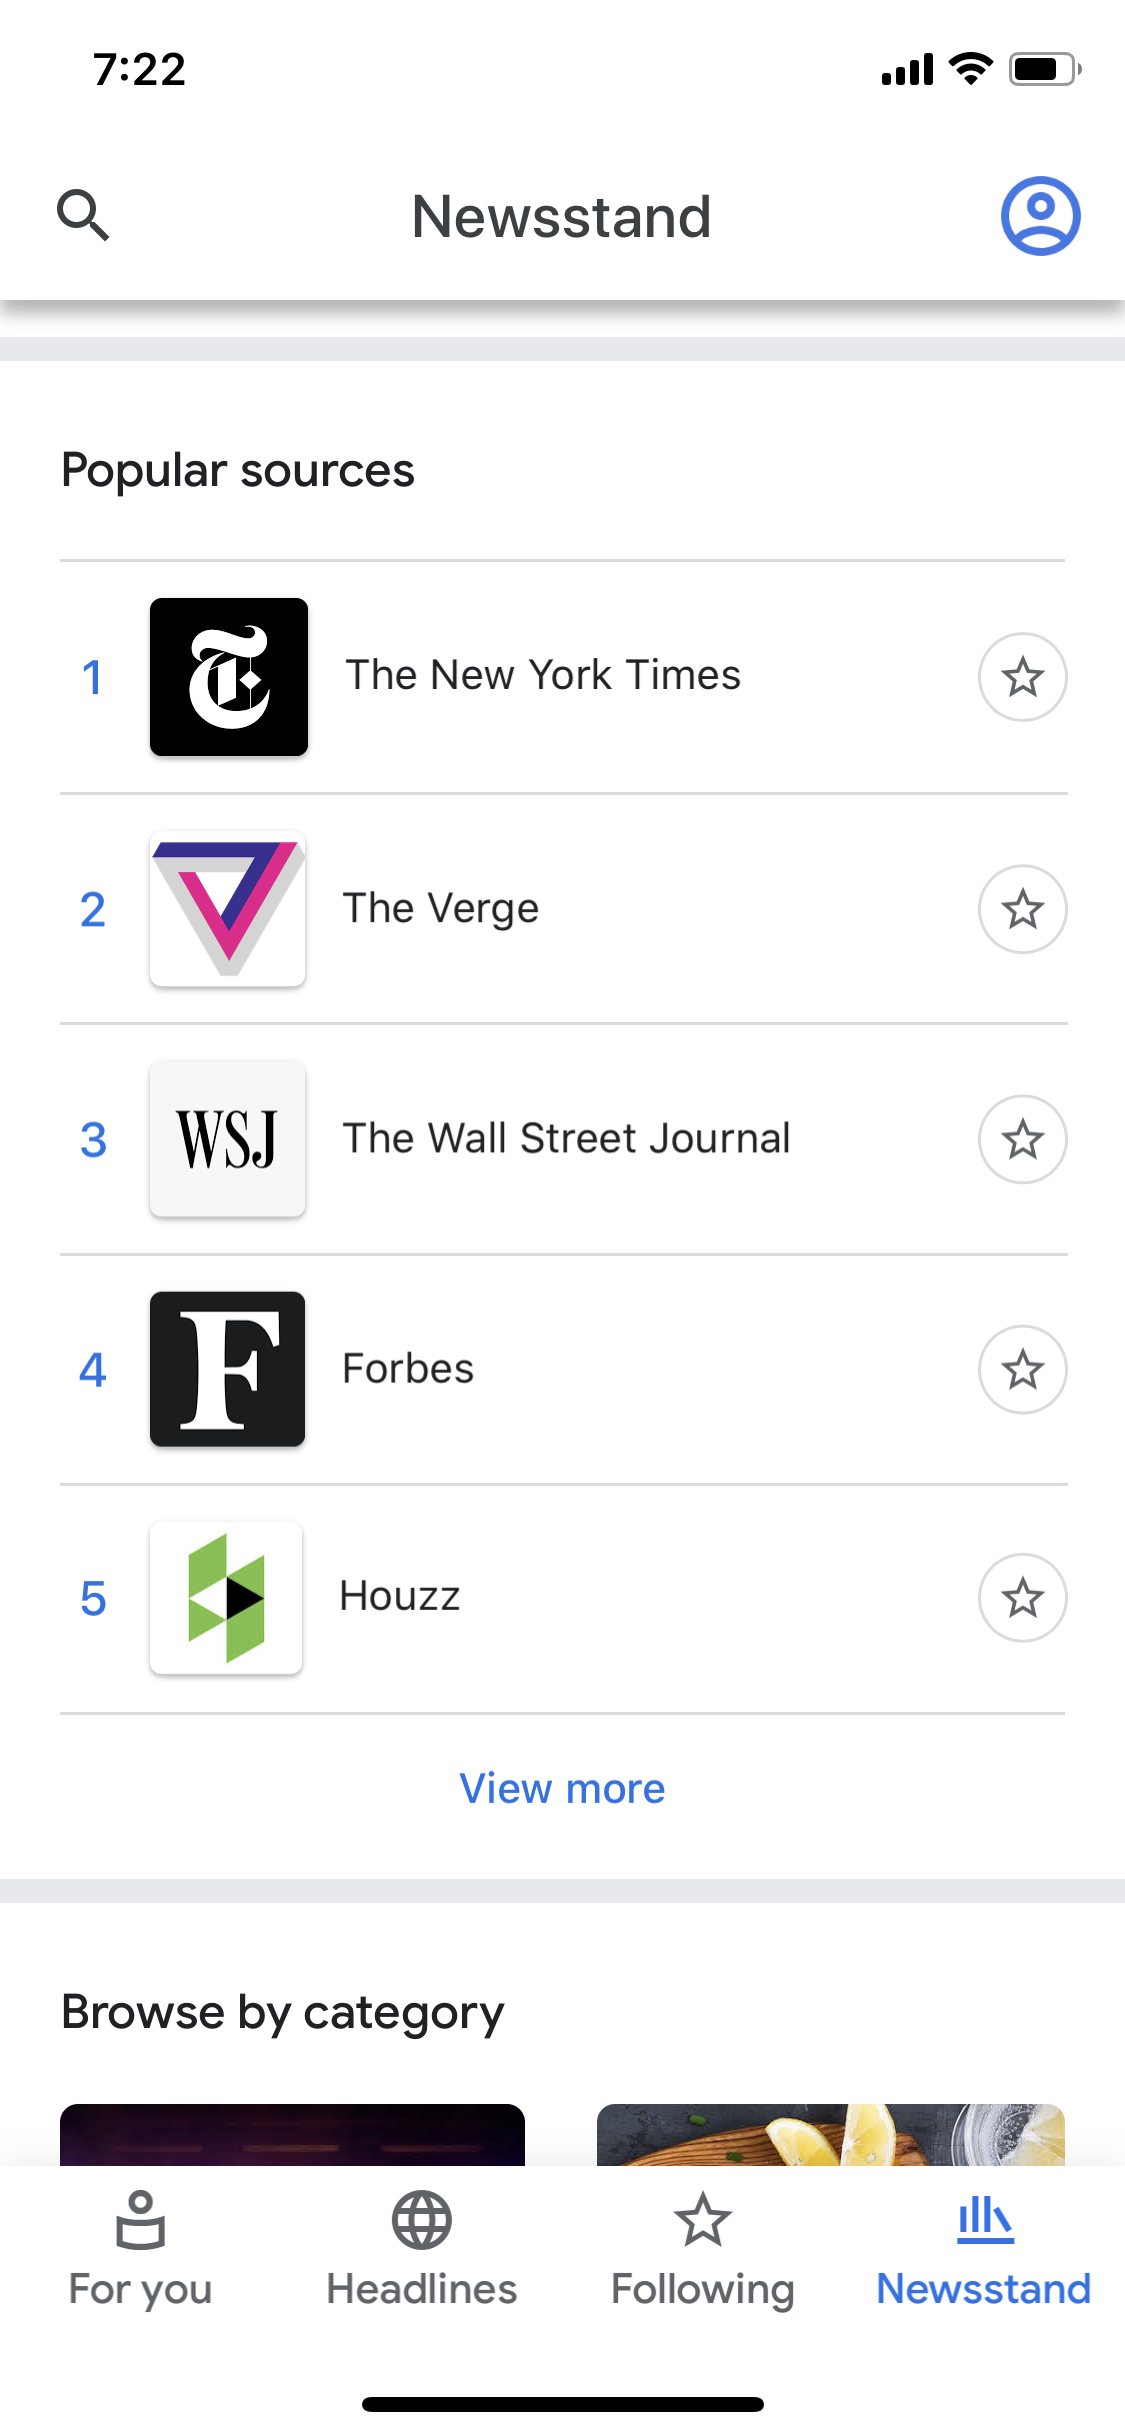 7:22
Newsstand
Popular sources
1 The New York Times
2 The Verge
3 WSJ The Wall Street Journal
4 F Forbes
5 Houzz
View more
Browse by category
For you Headlines Following Newsstand